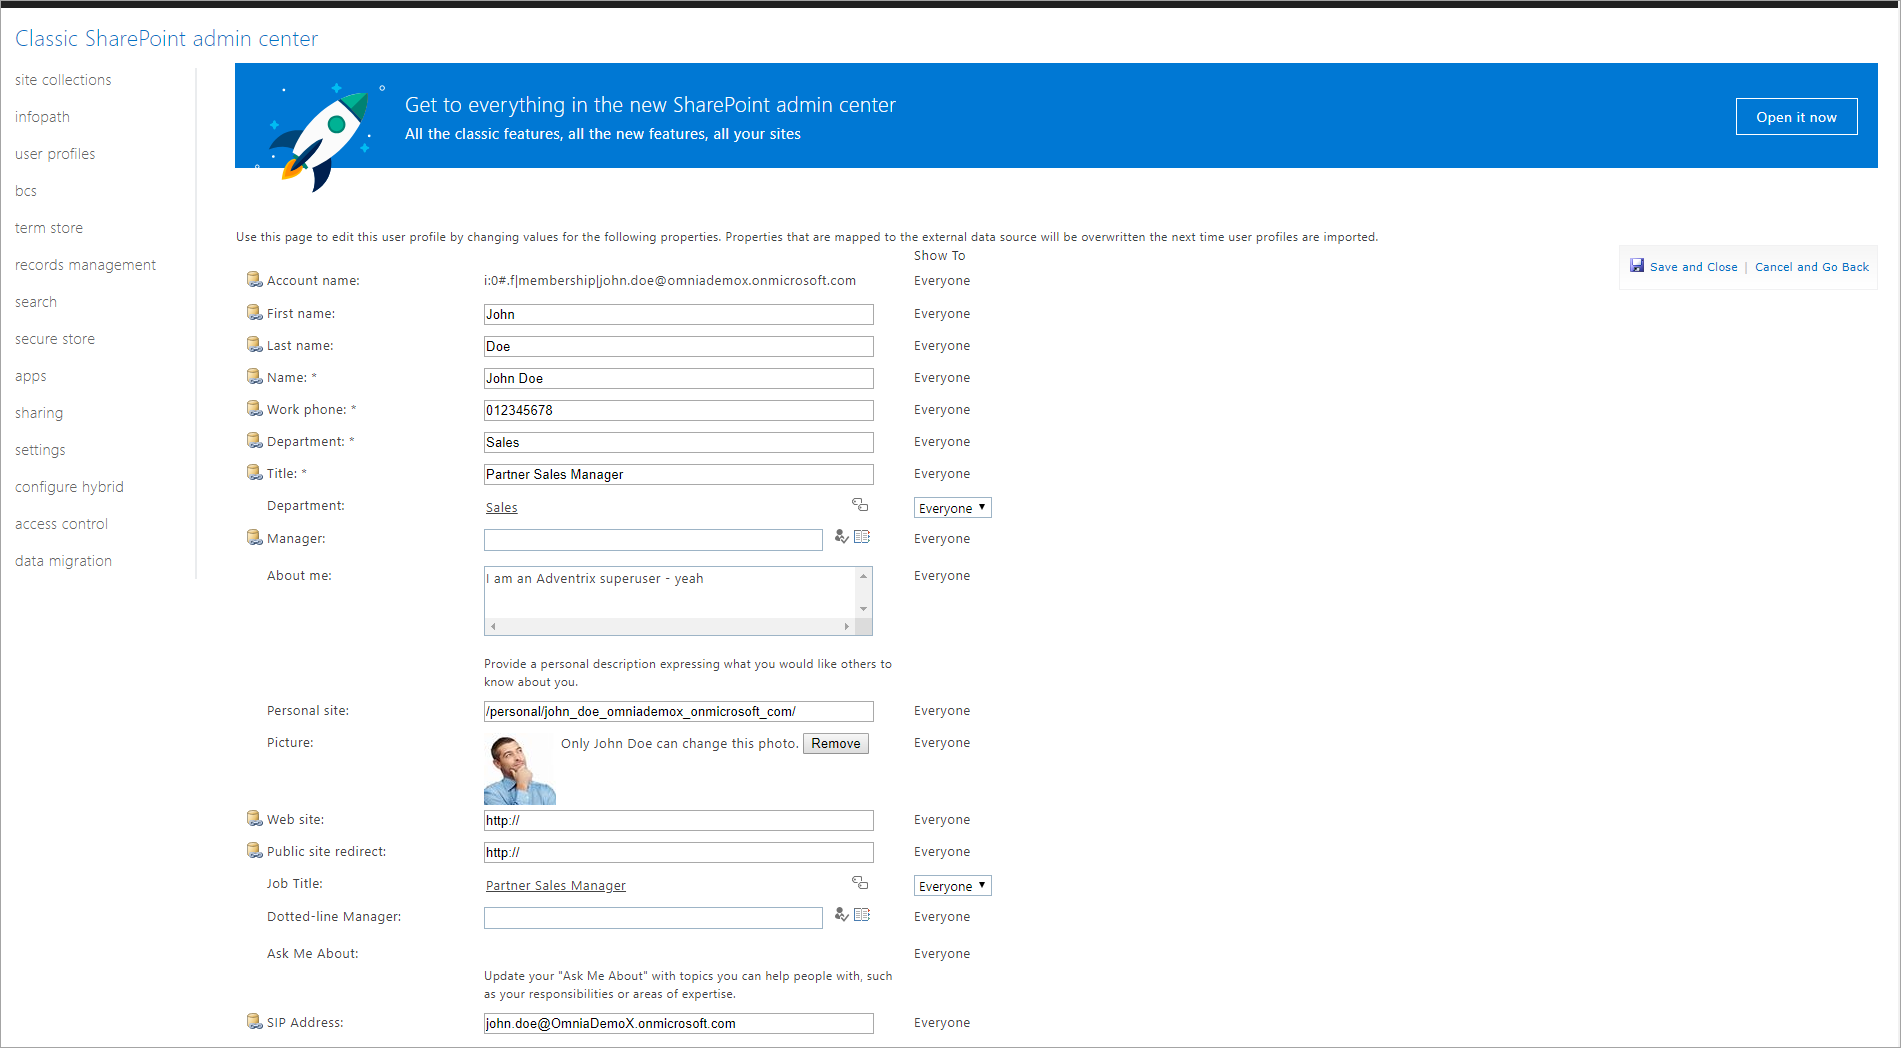 Classic SharePoint admin center
site collections
infopath
user profiles
bcs
term store
records management
search
secure store
apps
sharing
settings
configure hybrid
access control
data migration
Get to everything in the new SharePoint admin center
All the classic features, all the new features, all your sites
Open it now
Use this page to edit this user profile by changing values for the following properties. Properties that are mapped to the external data source will be overwritten the next time user profiles are imported.
Save and Close | Cancel and Go Back
Show To
Account name: i:0#.f|membership|john.doe@omniademox.onmicrosoft.com Everyone
First name: John Everyone
Last name: Doe Everyone
Name: * John Doe Everyone
Work phone: * 012345678 Everyone
Department: * Sales Everyone
Title: * Partner Sales Manager Everyone
Department: Sales Everyone
Manager: Everyone
About me: I am an Adventrix superuser - yeah Everyone
Provide a personal description expressing what you would like others to
know about you.
Personal site: /personal/john_doe_omniademox_onmicrosoft_com/ Everyone
Picture: Only John Doe can change this photo. Remove Everyone
Web site: http:// Everyone
Public site redirect: http:// Everyone
Job Title: Partner Sales Manager Everyone
Dotted-line Manager: Everyone
Ask Me About: Everyone
Update your "Ask Me About" with topics you can help people with, such
as your responsibilities or areas of expertise.
SIP Address: john.doe@OmniaDemoX.onmicrosoft.com Everyone